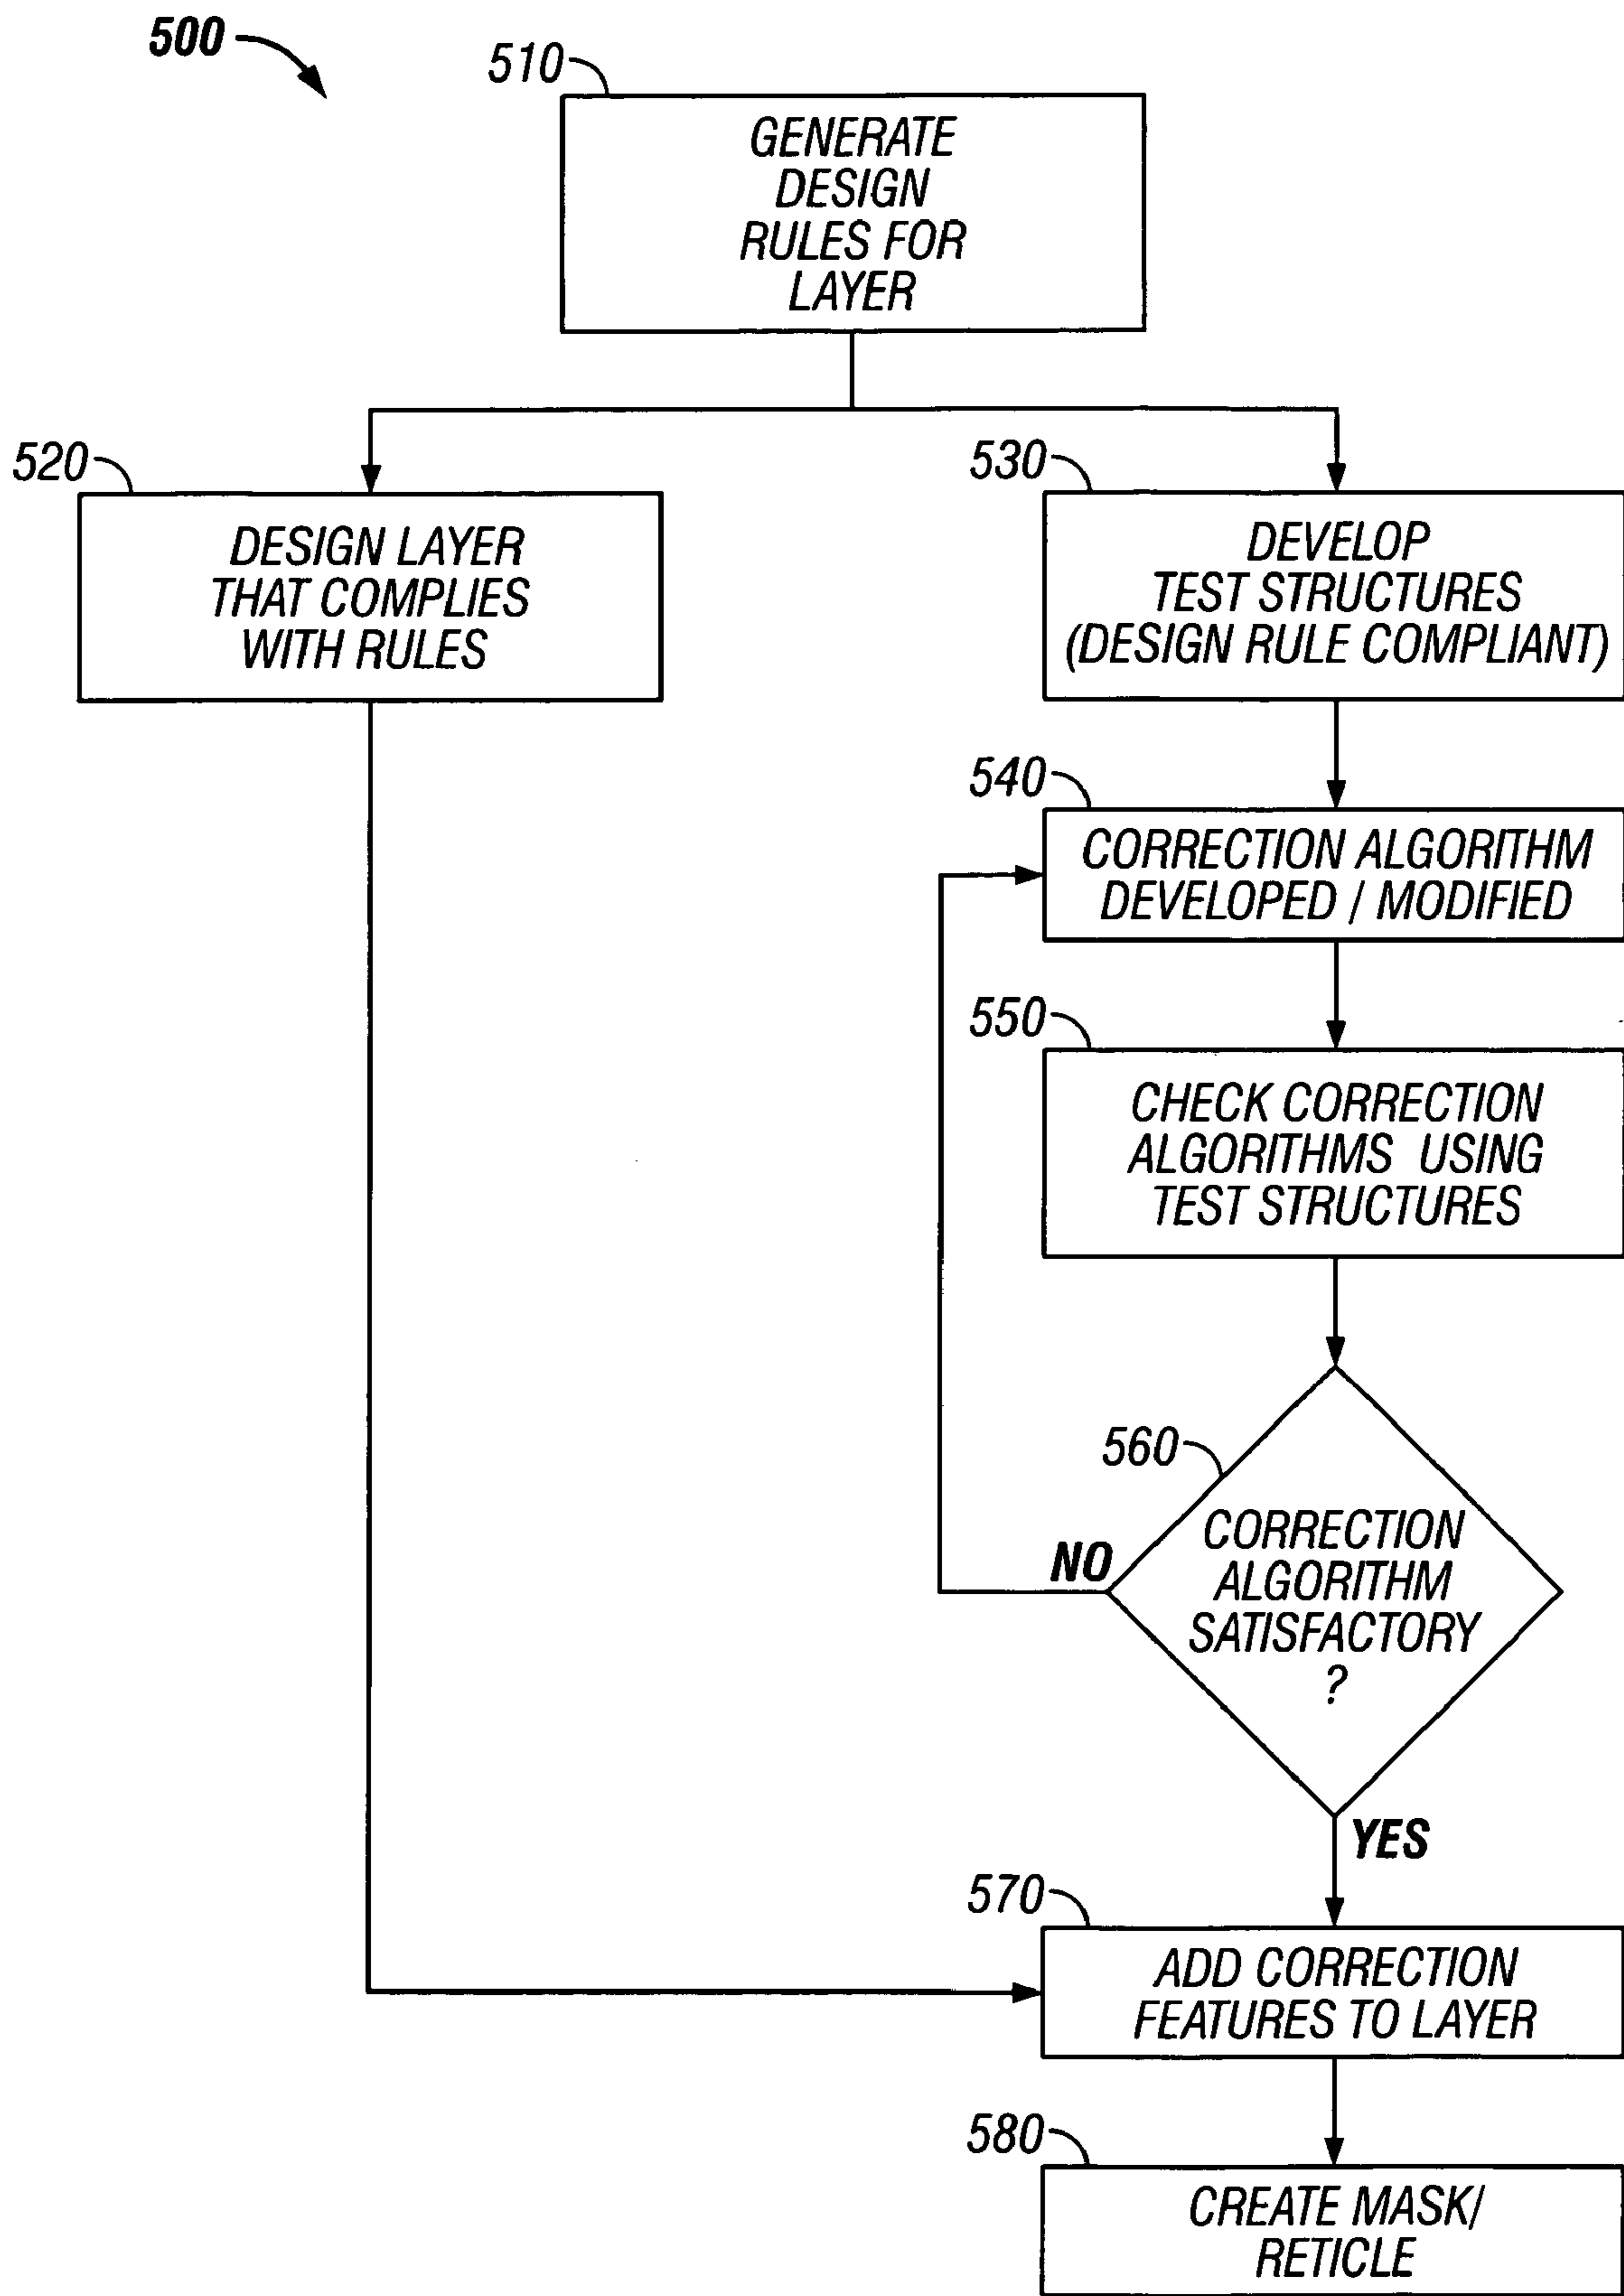 500
510
GENERATE
DESIGN
RULES FOR
LAYER
520
DESIGN LAYER
THAT COMPLIES
WITH RULES
530
DEVELOP
TEST STRUCTURES
(DESIGN RULE COMPLIANT)
540
CORRECTION ALGORITHM
DEVELOPED / MODIFIED
550
CHECK CORRECTION
ALGORITHMS USING
TEST STRUCTURES
560
CORRECTION
ALGORITHM
SATISFACTORY
?
NO
YES
570
ADD CORRECTION
FEATURES TO LAYER
580
CREATE MASK/
RETICLE